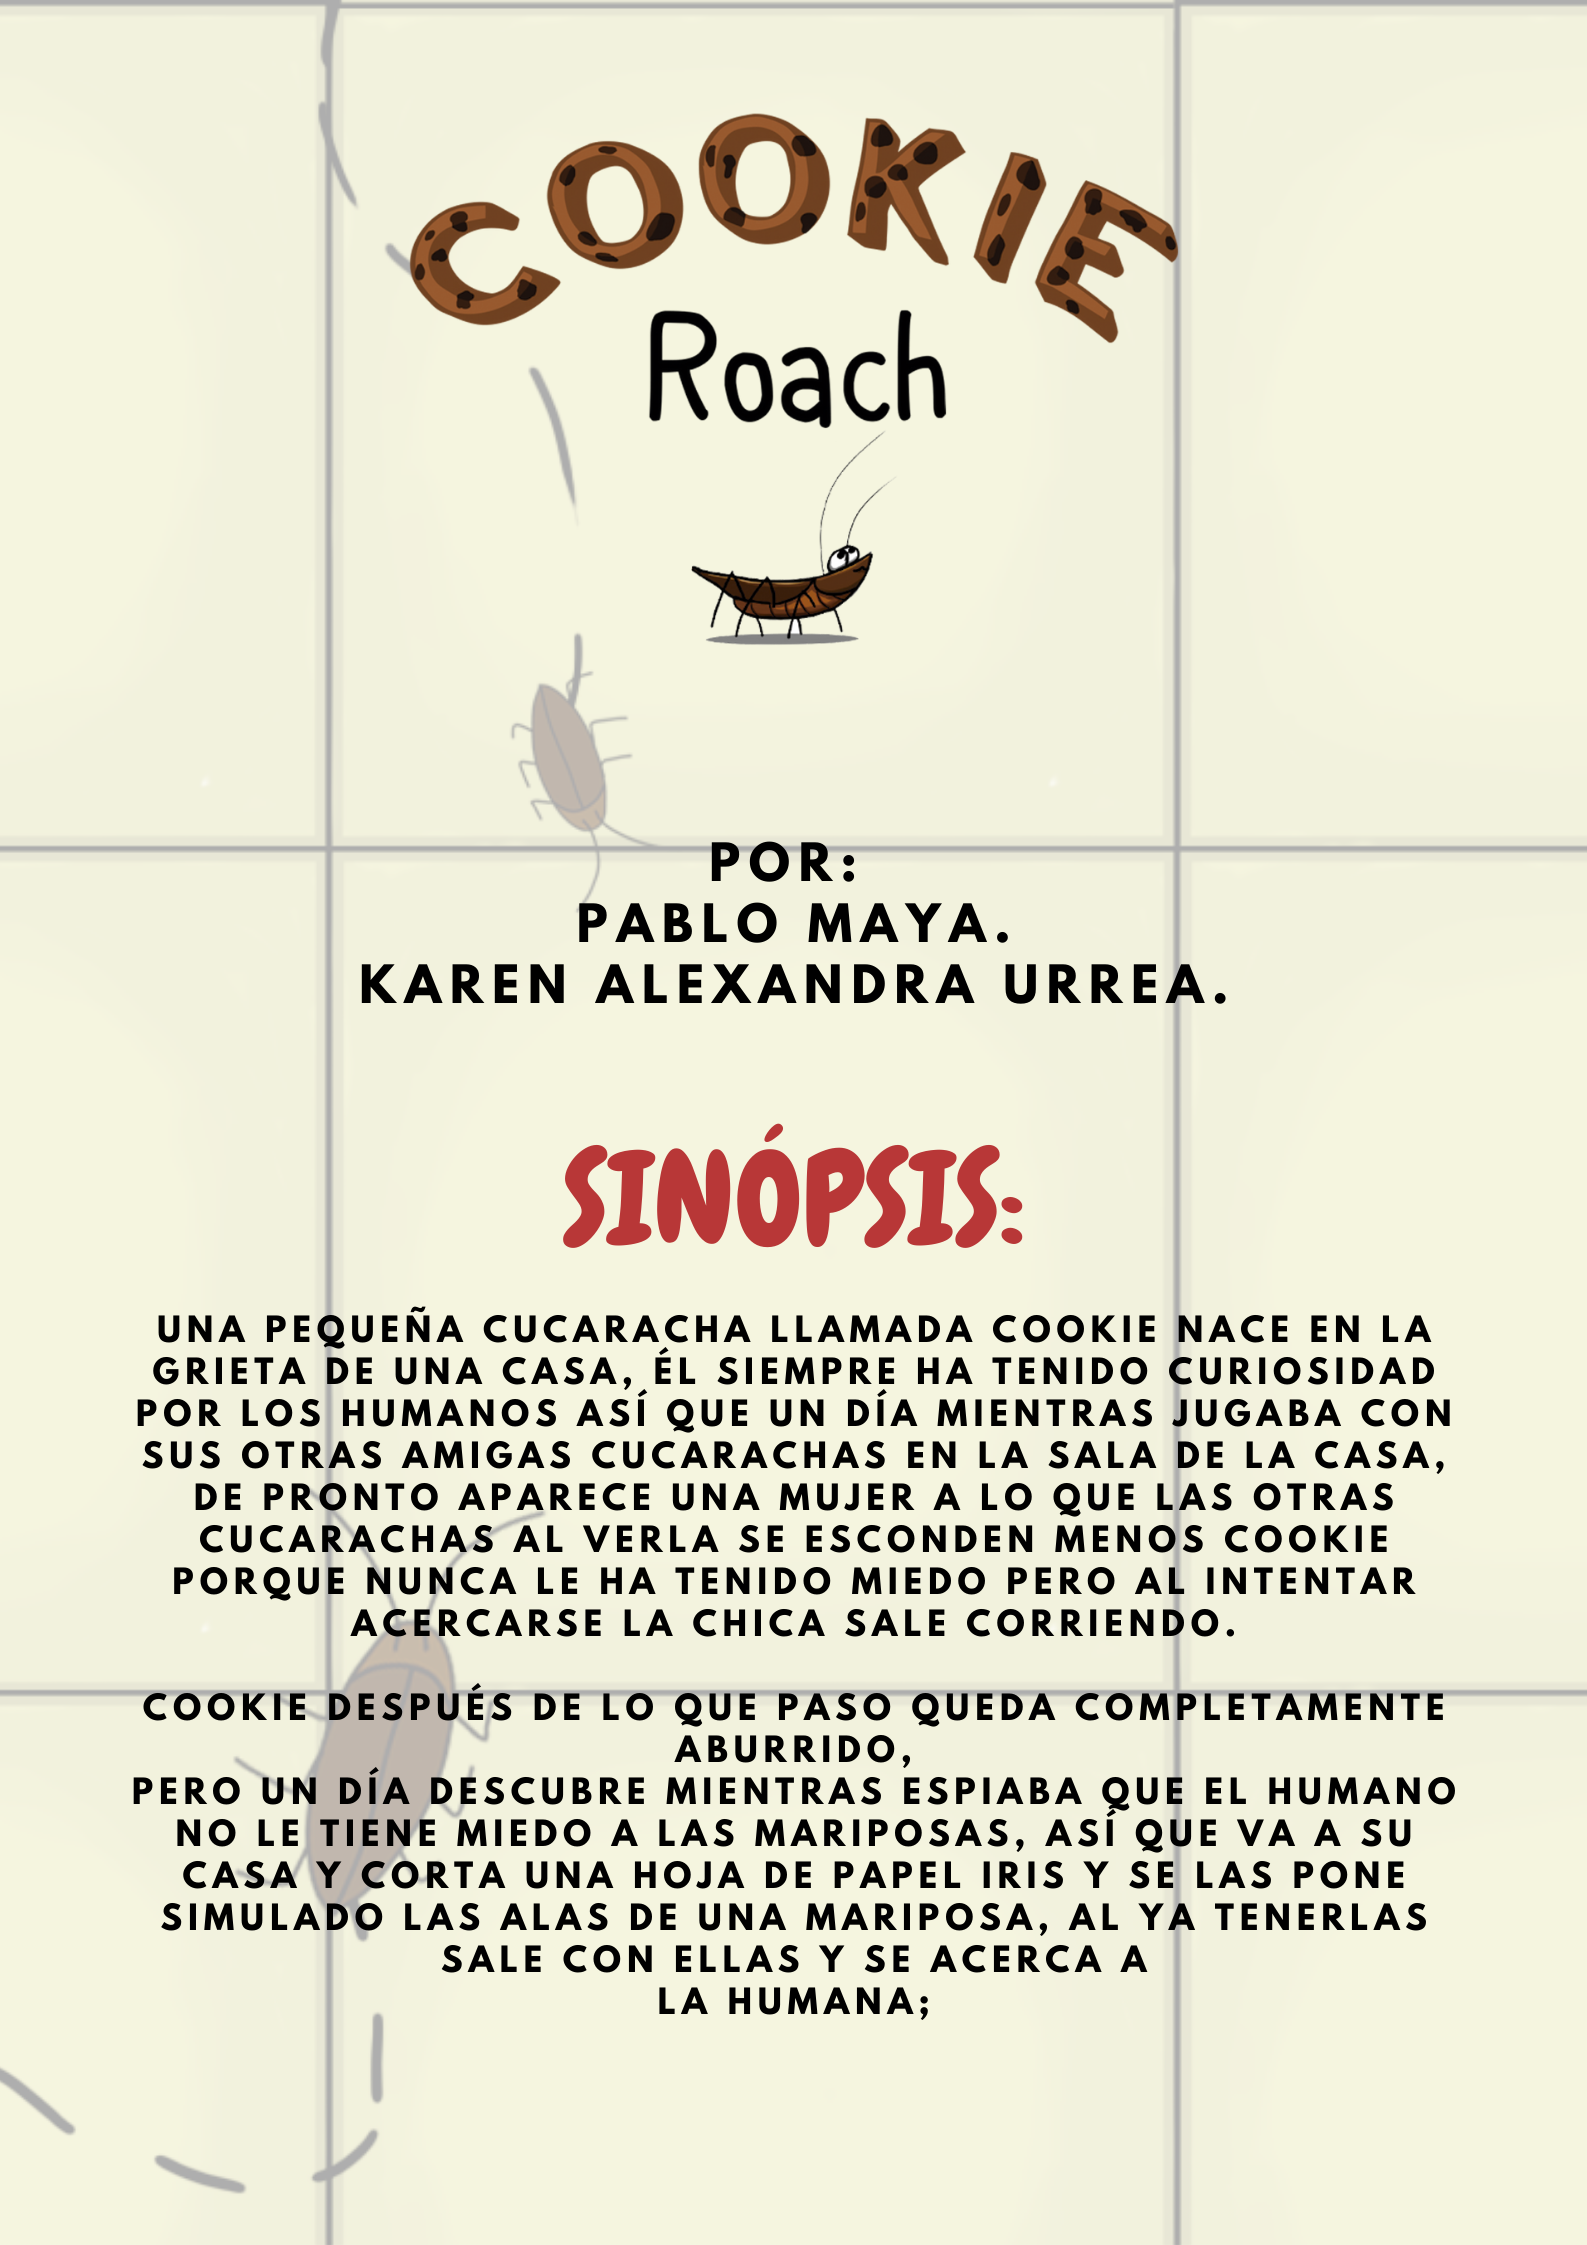 COOKIE
Roach
POR:
PABLO MAYA.
KAREN ALEXANDRA URREA.
SINÓPSIS:
UNA PEQUEÑA CUCARACHA LLAMADA COOKIE NACE EN LA
GRIETA DE UNA CASA, ÉL SIEMPRE HA TENIDO CURIOSIDAD
POR LOS HUMANOS ASÍ QUE UN DÍA MIENTRAS JUGABA CON
SUS OTRAS AMIGAS CUCARACHAS EN LA SALA DE LA CASA,
DE PRONTO APARECE UNA MUJER A LO QUE LAS OTRAS
CUCARACHAS AL VERLA SE ESCONDEN MENOS COOKIE
PORQUE NUNCA LE HA TENIDO MIEDO PERO AL INTENTAR
ACERCARSE LA CHICA SALE CORRIENDO.
COOKIE DESPUÉS DE LO QUE PASO QUEDA COMPLETAMENTE
ABURRIDO,
PERO UN DÍA DESCUBRE MIENTRAS ESPIABA QUE EL HUMANO
NO LE TIENE MIEDO A LAS MARIPOSAS, ASÍ QUE VA A SU
CASA Y CORTA UNA HOJA DE PAPEL IRIS Y SE LAS PONE
SIMULADO LAS ALAS DE UNA MARIPOSA, AL YA TENERLAS
SALE CON ELLAS Y SE ACERCA A
LA HUMANA;